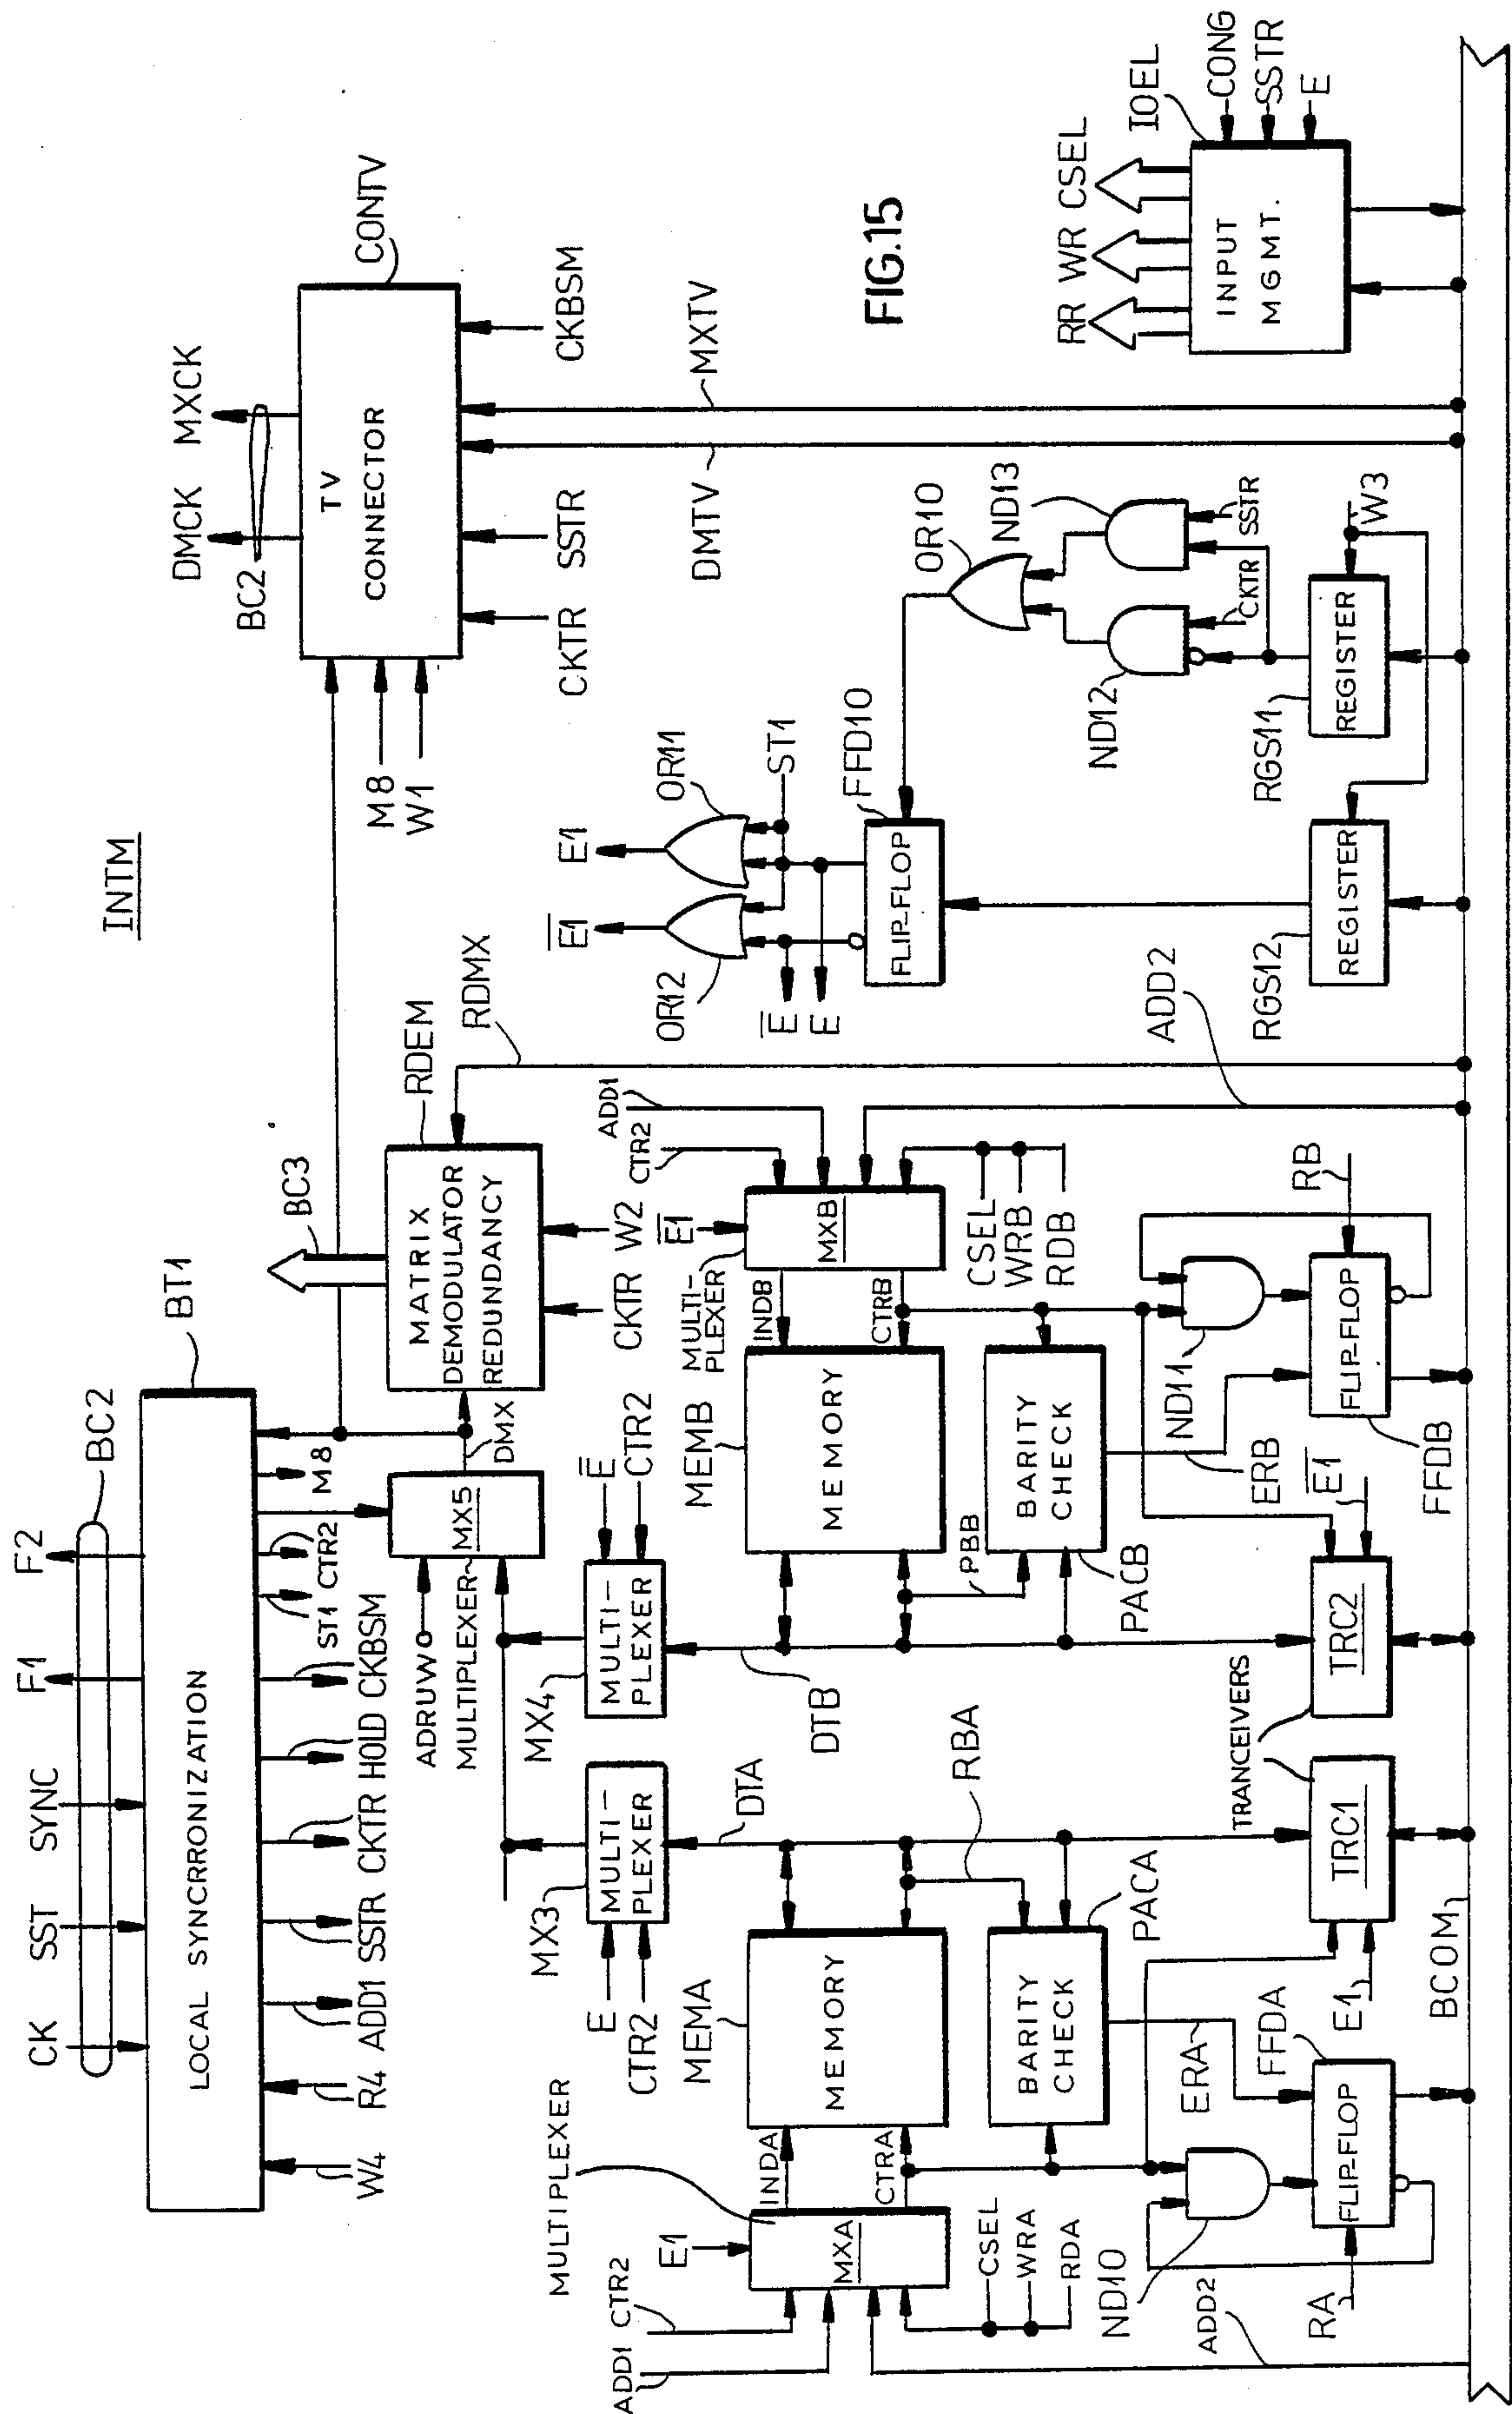 INTM
FIG.15
CK
SST
SYNC
F1
F2
BC2
BT1
LOCAL SYNCRRONIZATION
W4
R4
ADD1
SSTR
CKTR
HOLD
CKBSM
ST1
CTR2
M8
DMCK
MXCK
BC2
CONTV
TV
CONNECTOR
M8
W1
CKTR
SSTR
CKBSM
DMTV
MXTV
BC3
RDEM
MATRIX
DEMODULATOR
REDUNDANCY
RDMX
CKTR
W2
ADRUWO
MULTIPLEXER
MX5
DMX
MX3
MULTI-
PLEXER
E
CTR2
MX4
MULTI-
PLEXER
E
CTR2
MULTIPLEXER
E1
MXA
ADD1
CTR2
INDA
CTRA
CSEL
WRA
RDA
ADD2
MEMA
MEMORY
DTA
RBA
BARITY
CHECK
PACA
ERA
ND10
FFDA
FLIP-FLOP
RA
E1
TRC1
TRANCEIVERS
BCOM
MULTI-
PLEXER
E1
MXB
CTR2
ADD1
INDB
CTRB
CSEL
WRB
RDB
ADD2
MEMB
MEMORY
DTB
PBB
BARITY
CHECK
PACB
ERB
ND11
FFDB
FLIP-FLOP
RB
E1
TRC2
E1
E1
OR12
OR11
ST1
E
E
FFD10
FLIP-FLOP
OR10
ND12
ND13
CKTR
SSTR
RGS12
REGISTER
RGS11
REGISTER
W3
RR
WR
CSEL
IOEL
INPUT
MGMT.
CONG
SSTR
E